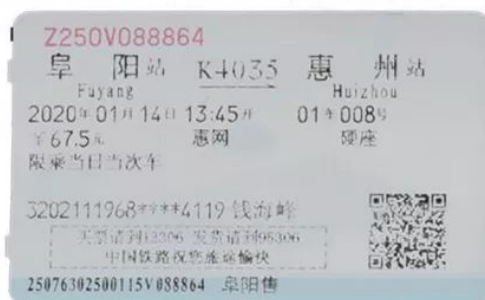 Z250V088864
阜阳站 K4035 惠州站
Fuyang Huizhou
2020年01月14日13:45开 01车008号
￥67.5元 惠网 硬座
限乘当日当次车
3202111968****4119 钱海峰
买票请到12306 发货请到95306
中国铁路祝您旅途愉快
25076302500115V088864 阜阳售